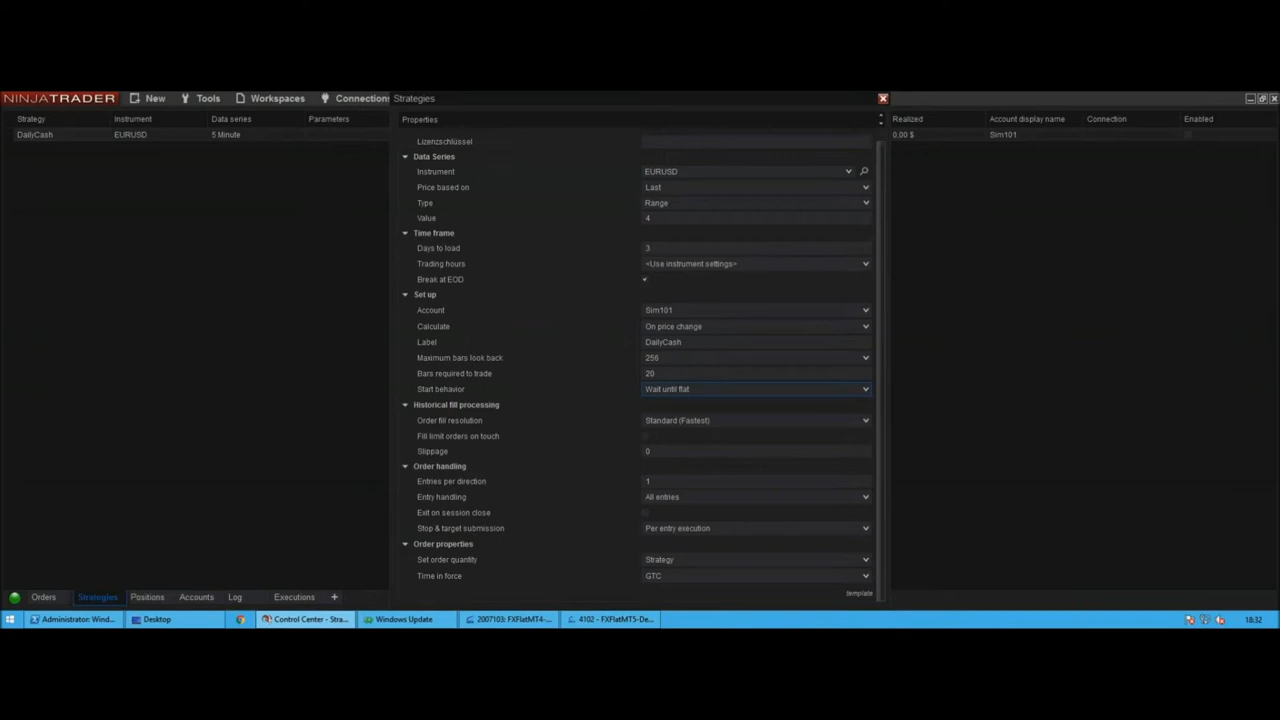 NINJATRADER New Tools Workspaces Connections Strategies
Strategy Instrument Data series Parameters Properties Realized Account display name Connection Enabled
DailyCash EURUSD 5 Minute 0,00 $ Sim101
Lizenzschlüssel
Data Series
Instrument EURUSD
Price based on Last
Type Range
Value 4
Time frame
Days to load 3
Trading hours <Use instrument settings>
Break at EOD
Set up
Account Sim101
Calculate On price change
Label DailyCash
Maximum bars look back 256
Bars required to trade 20
Start behavior Wait until flat
Historical fill processing
Order fill resolution Standard (Fastest)
Fill limit orders on touch
Slippage 0
Order handling
Entries per direction 1
Entry handling All entries
Exit on session close
Stop & target submission Per entry execution
Order properties
Set order quantity Strategy
Time in force GTC
template
Orders Strategies Positions Accounts Log Executions +
Administrator: Wind... Desktop Control Center - Stra... Windows Update 2007103: FXFlatMT4-... 4102 - FXFlatMT5-De... 18:32